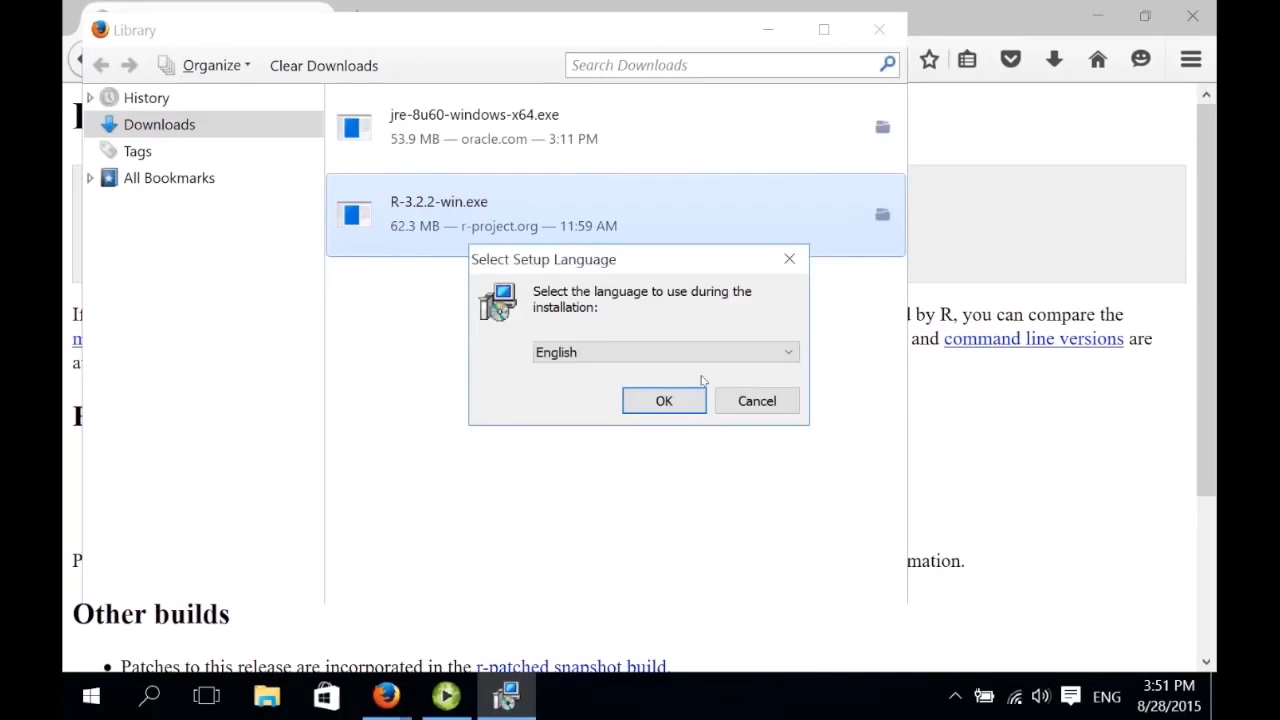 Library
Organize
Clear Downloads
Search Downloads
History
Downloads
Tags
All Bookmarks
jre-8u60-windows-x64.exe
53.9 MB — oracle.com — 3:11 PM
R-3.2.2-win.exe
62.3 MB — r-project.org — 11:59 AM
Select Setup Language
Select the language to use during the
installation:
English
OK
Cancel
by R, you can compare the
and command line versions are
mation.
Other builds
• Patches to this release are incorporated in the r-patched snapshot build.
ENG
3:51 PM
8/28/2015